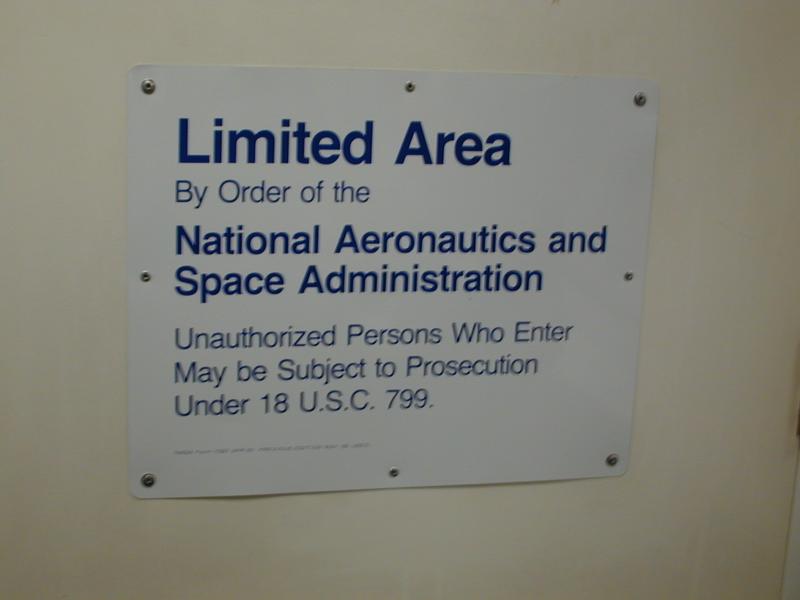 Limited Area
By Order of the
National Aeronautics and
Space Administration
Unauthorized Persons Who Enter
May be Subject to Prosecution
Under 18 U.S.C. 799.